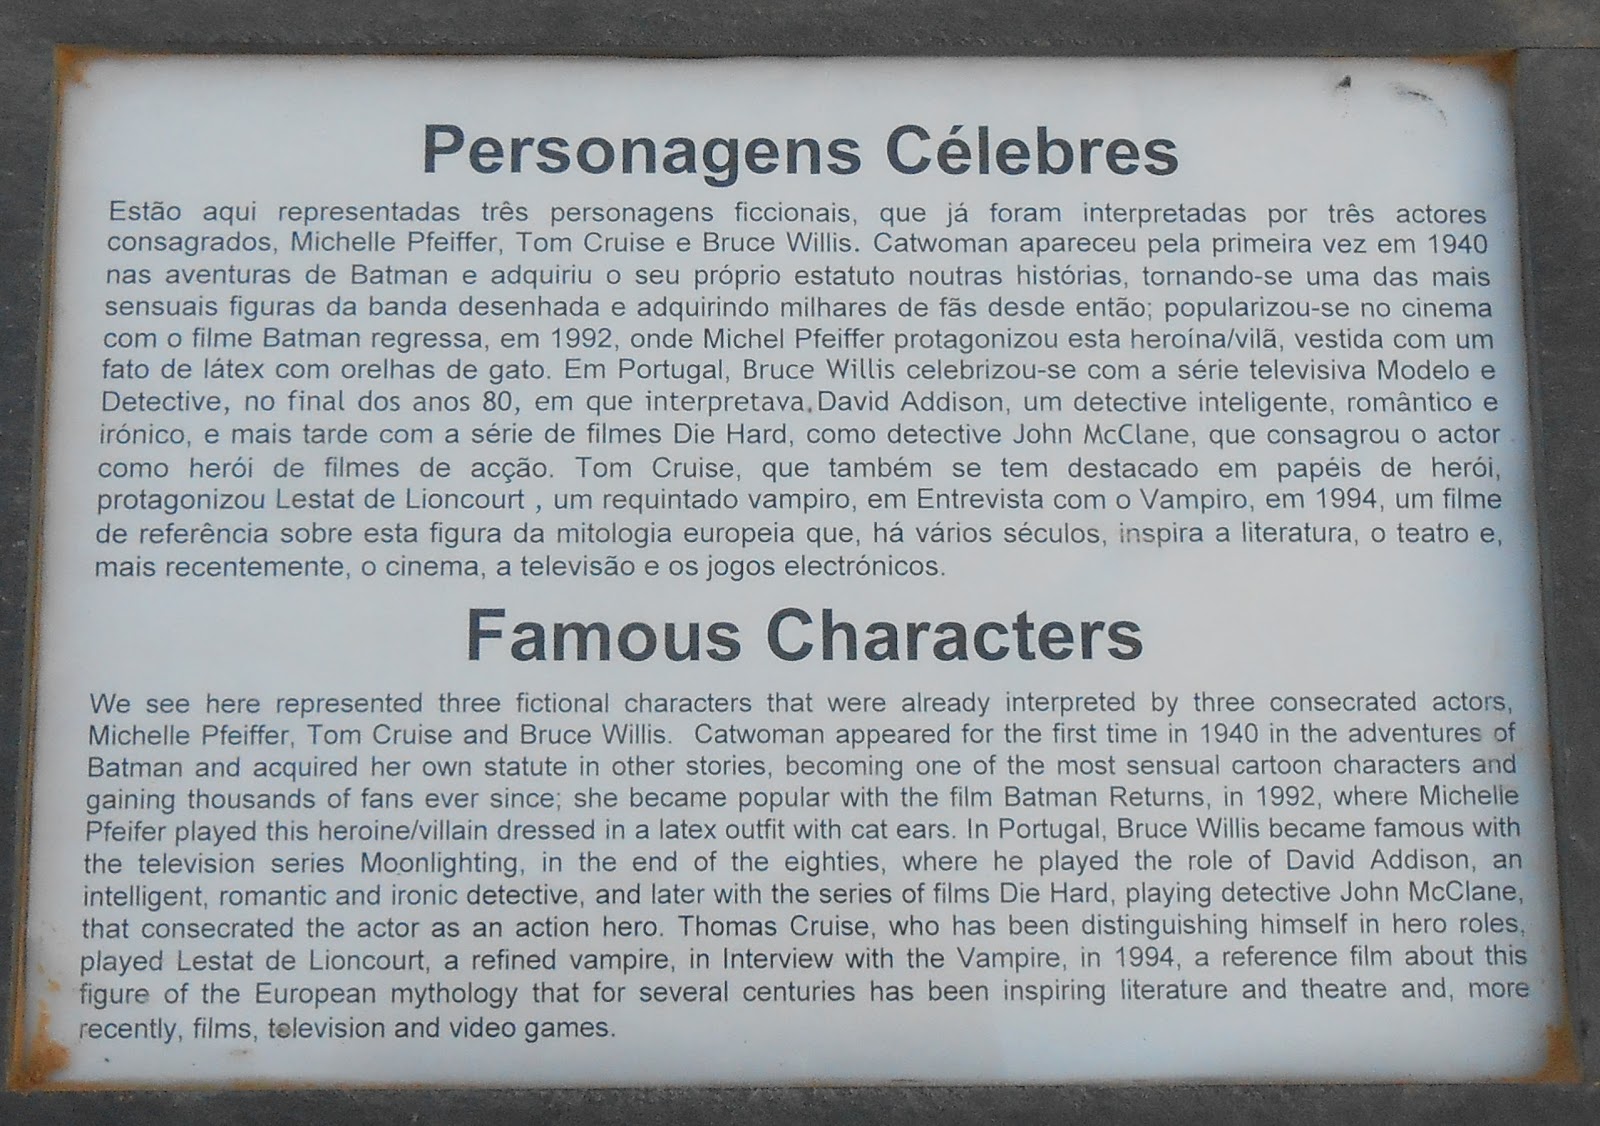 Personagens Célebres
Estão aqui representadas três personagens ficcionais, que já foram interpretadas por três actores
consagrados, Michelle Pfeiffer, Tom Cruise e Bruce Willis. Catwoman apareceu pela primeira vez em 1940
nas aventuras de Batman e adquiriu o seu próprio estatuto noutras histórias, tornando-se uma das mais
sensuais figuras da banda desenhada e adquirindo milhares de fãs desde então; popularizou-se no cinema
com o filme Batman regressa, em 1992, onde Michel Pfeiffer protagonizou esta heroína/vilã, vestida com um
fato de látex com orelhas de gato. Em Portugal, Bruce Willis celebrizou-se com a série televisiva Modelo e
Detective, no final dos anos 80, em que interpretava David Addison, um detective inteligente, romântico e
irónico, e mais tarde com a série de filmes Die Hard, como detective John McClane, que consagrou o actor
como herói de filmes de acção. Tom Cruise, que também se tem destacado em papéis de herói,
protagonizou Lestat de Lioncourt , um requintado vampiro, em Entrevista com o Vampiro, em 1994, um filme
de referência sobre esta figura da mitologia europeia que, há vários séculos, inspira a literatura, o teatro e,
mais recentemente, o cinema, a televisão e os jogos electrónicos.
Famous Characters
We see here represented three fictional characters that were already interpreted by three consecrated actors,
Michelle Pfeiffer, Tom Cruise and Bruce Willis. Catwoman appeared for the first time in 1940 in the adventures of
Batman and acquired her own statute in other stories, becoming one of the most sensual cartoon characters and
gaining thousands of fans ever since; she became popular with the film Batman Returns, in 1992, where Michelle
Pfeifer played this heroine/villain dressed in a latex outfit with cat ears. In Portugal, Bruce Willis became famous with
the television series Moonlighting, in the end of the eighties, where he played the role of David Addison, an
intelligent, romantic and ironic detective, and later with the series of films Die Hard, playing detective John McClane,
that consecrated the actor as an action hero. Thomas Cruise, who has been distinguishing himself in hero roles,
played Lestat de Lioncourt, a refined vampire, in Interview with the Vampire, in 1994, a reference film about this
figure of the European mythology that for several centuries has been inspiring literature and theatre and, more
recently, films, television and video games.